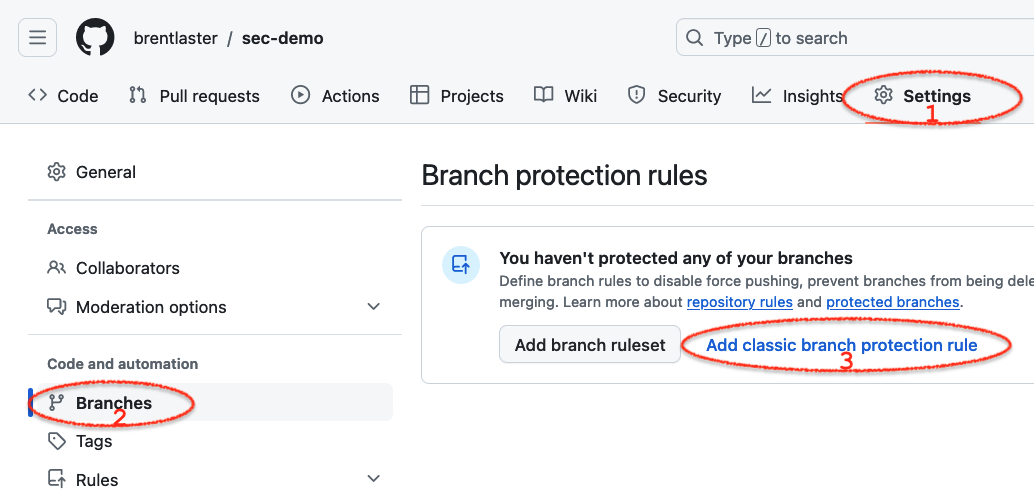 brentlaster / sec-demo
Type / to search
Code Pull requests Actions Projects Wiki Security Insights Settings
1
General
Access
Collaborators
Moderation options
Code and automation
Branches
2
Tags
Rules
Branch protection rules
You haven't protected any of your branches
Define branch rules to disable force pushing, prevent branches from being dele
merging. Learn more about repository rules and protected branches.
Add branch ruleset Add classic branch protection rule
3